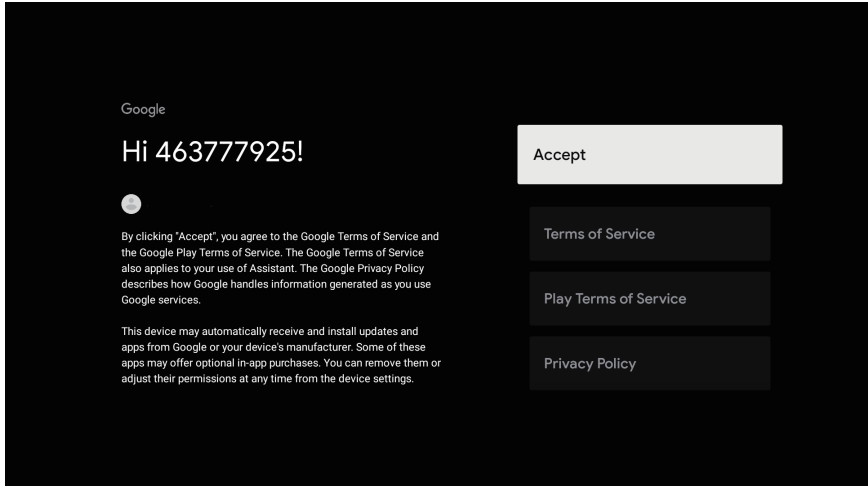 Google
Hi 463777925!
By clicking "Accept", you agree to the Google Terms of Service and
the Google Play Terms of Service. The Google Terms of Service
also applies to your use of Assistant. The Google Privacy Policy
describes how Google handles information generated as you use
Google services.
This device may automatically receive and install updates and
apps from Google or your device's manufacturer. Some of these
apps may offer optional in-app purchases. You can remove them or
adjust their permissions at any time from the device settings.
Accept
Terms of Service
Play Terms of Service
Privacy Policy